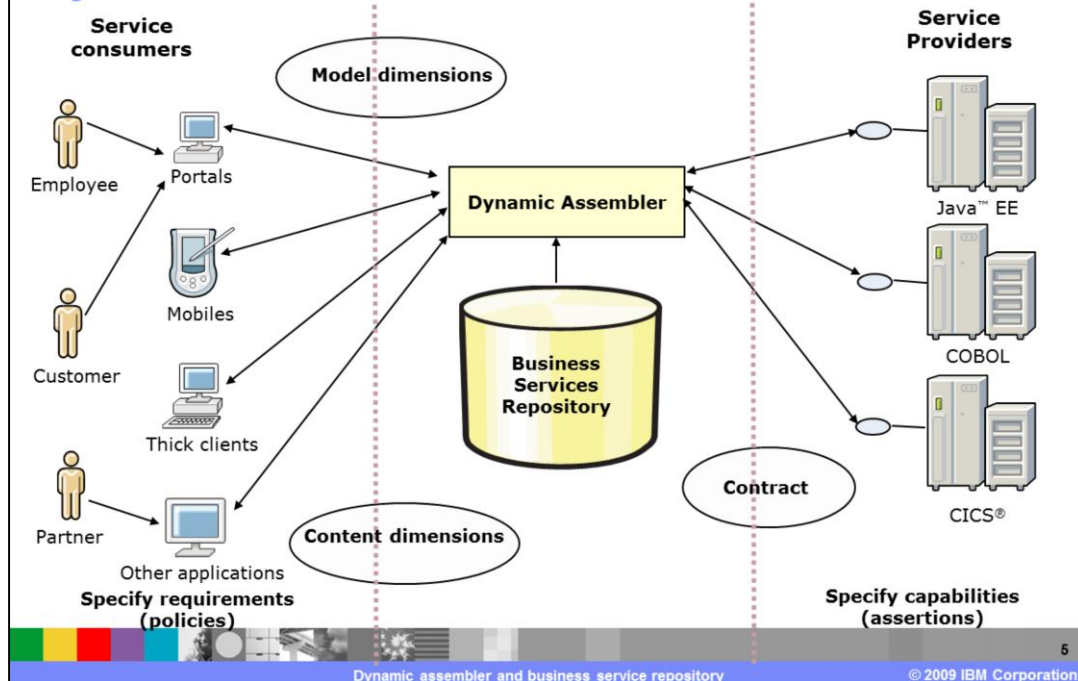 Service
consumers
Service
Providers
Model dimensions
Employee
Portals
Dynamic Assembler
Java™ EE
Mobiles
Customer
Business
Services
Repository
COBOL
Thick clients
Contract
Partner
Content dimensions
CICS®
Other applications
Specify requirements
(policies)
Specify capabilities
(assertions)
5
Dynamic assembler and business service repository
© 2009 IBM Corporation